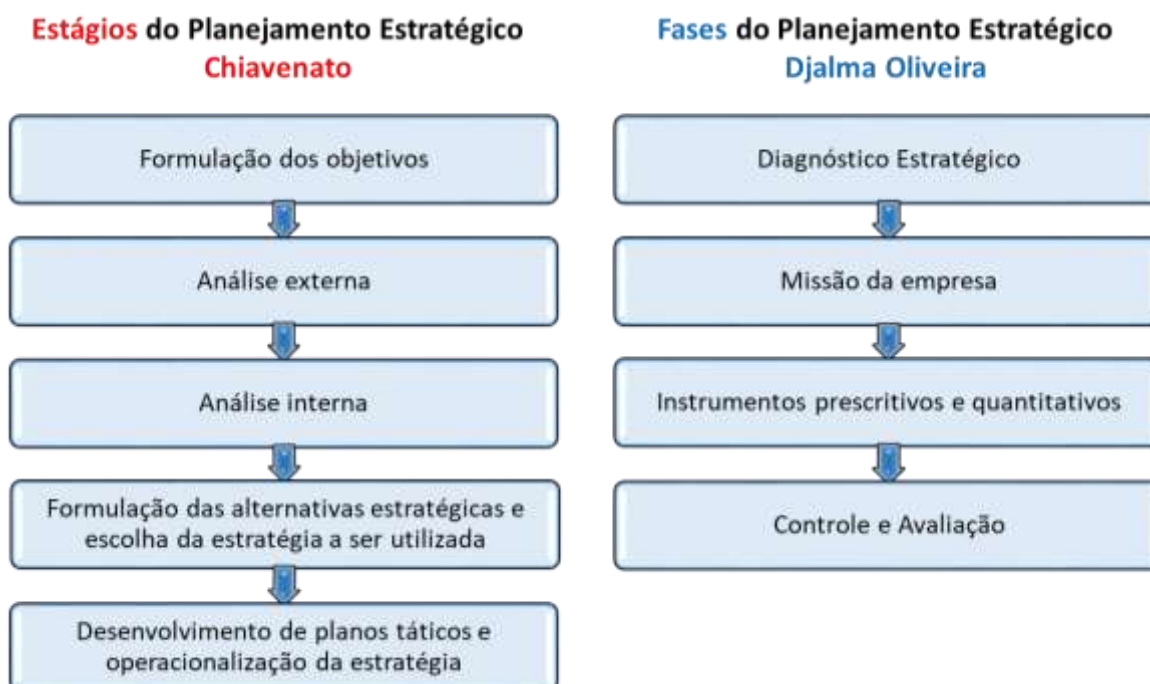 Estágios do Planejamento Estratégico
Chiavenato
Formulação dos objetivos
Análise externa
Análise interna
Formulação das alternativas estratégicas e
escolha da estratégia a ser utilizada
Desenvolvimento de planos táticos e
operacionalização da estratégia
Fases do Planejamento Estratégico
Djalma Oliveira
Diagnóstico Estratégico
Missão da empresa
Instrumentos prescritivos e quantitativos
Controle e Avaliação